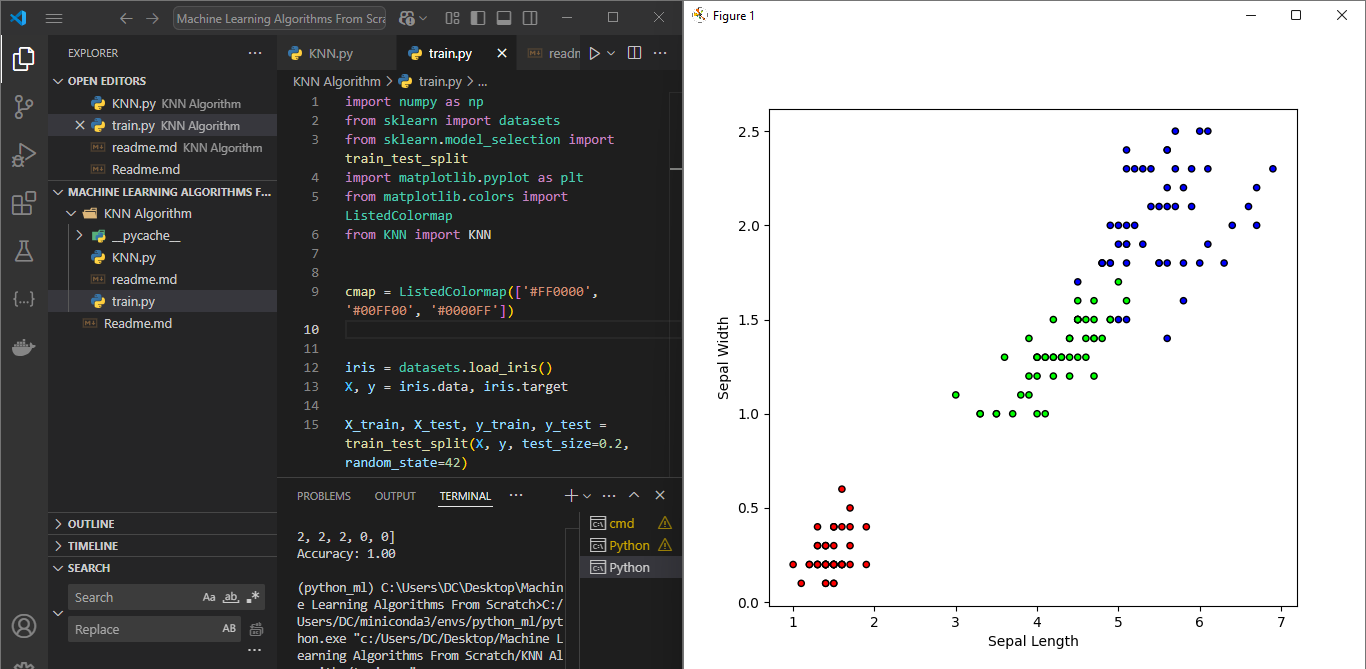 Machine Learning Algorithms From Scra
EXPLORER
OPEN EDITORS
KNN.py KNN Algorithm
train.py KNN Algorithm
readme.md KNN Algorithm
Readme.md
MACHINE LEARNING ALGORITHMS F...
KNN Algorithm
__pycache__
KNN.py
readme.md
train.py
Readme.md
OUTLINE
TIMELINE
SEARCH
Search
Aa ab .*
Replace
AB
KNN.py train.py readm
KNN Algorithm > train.py > ...
1 import numpy as np
2 from sklearn import datasets
3 from sklearn.model_selection import
train_test_split
4 import matplotlib.pyplot as plt
5 from matplotlib.colors import
ListedColormap
6 from KNN import KNN
7
8
9 cmap = ListedColormap(['#FF0000',
'#00FF00', '#0000FF'])
10
11
12 iris = datasets.load_iris()
13 X, y = iris.data, iris.target
14
15 X_train, X_test, y_train, y_test =
train_test_split(X, y, test_size=0.2,
random_state=42)
PROBLEMS OUTPUT TERMINAL ...
2, 2, 2, 0, 0]
Accuracy: 1.00
(python_ml) C:\Users\DC\Desktop\Machin
e Learning Algorithms From Scratch>C:/
Users/DC/miniconda3/envs/python_ml/pyt
hon.exe "c:/Users/DC/Desktop/Machine L
earning Algorithms From Scratch/KNN Al
cmd
Python
Python
Figure 1
2.5
2.0
1.5
1.0
0.5
0.0
Sepal Width
1 2 3 4 5 6 7
Sepal Length